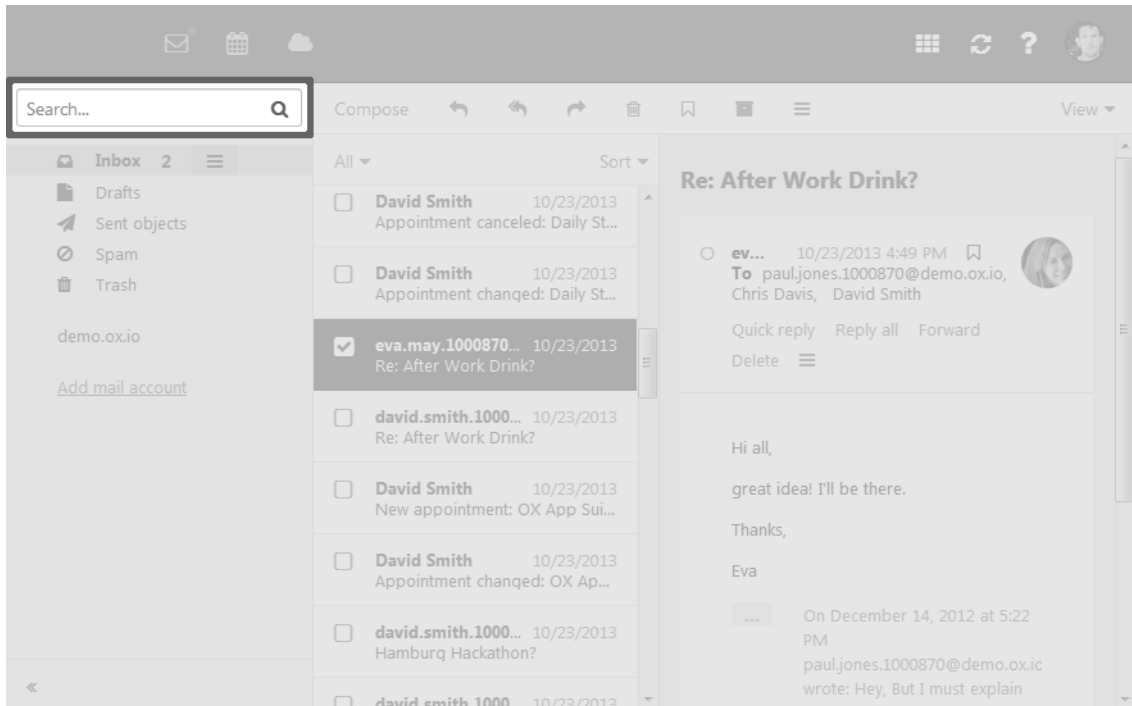 Search...
Compose
View
Inbox 2
Drafts
Sent objects
Spam
Trash
demo.ox.io
Add mail account
All Sort
David Smith 10/23/2013
Appointment canceled: Daily St...
David Smith 10/23/2013
Appointment changed: Daily St...
eva.may.1000870... 10/23/2013
Re: After Work Drink?
david.smith.1000... 10/23/2013
Re: After Work Drink?
David Smith 10/23/2013
New appointment: OX App Sui...
David Smith 10/23/2013
Appointment changed: OX Ap...
david.smith.1000... 10/23/2013
Hamburg Hackathon?
david.smith.1000... 10/23/2013
Re: After Work Drink?
ev... 10/23/2013 4:49 PM
To paul.jones.1000870@demo.ox.io,
Chris Davis, David Smith
Quick reply Reply all Forward
Delete
Hi all,
great idea! I'll be there.
Thanks,
Eva
... On December 14, 2012 at 5:22
PM
paul.jones.1000870@demo.ox.ic
wrote: Hey, But I must explain